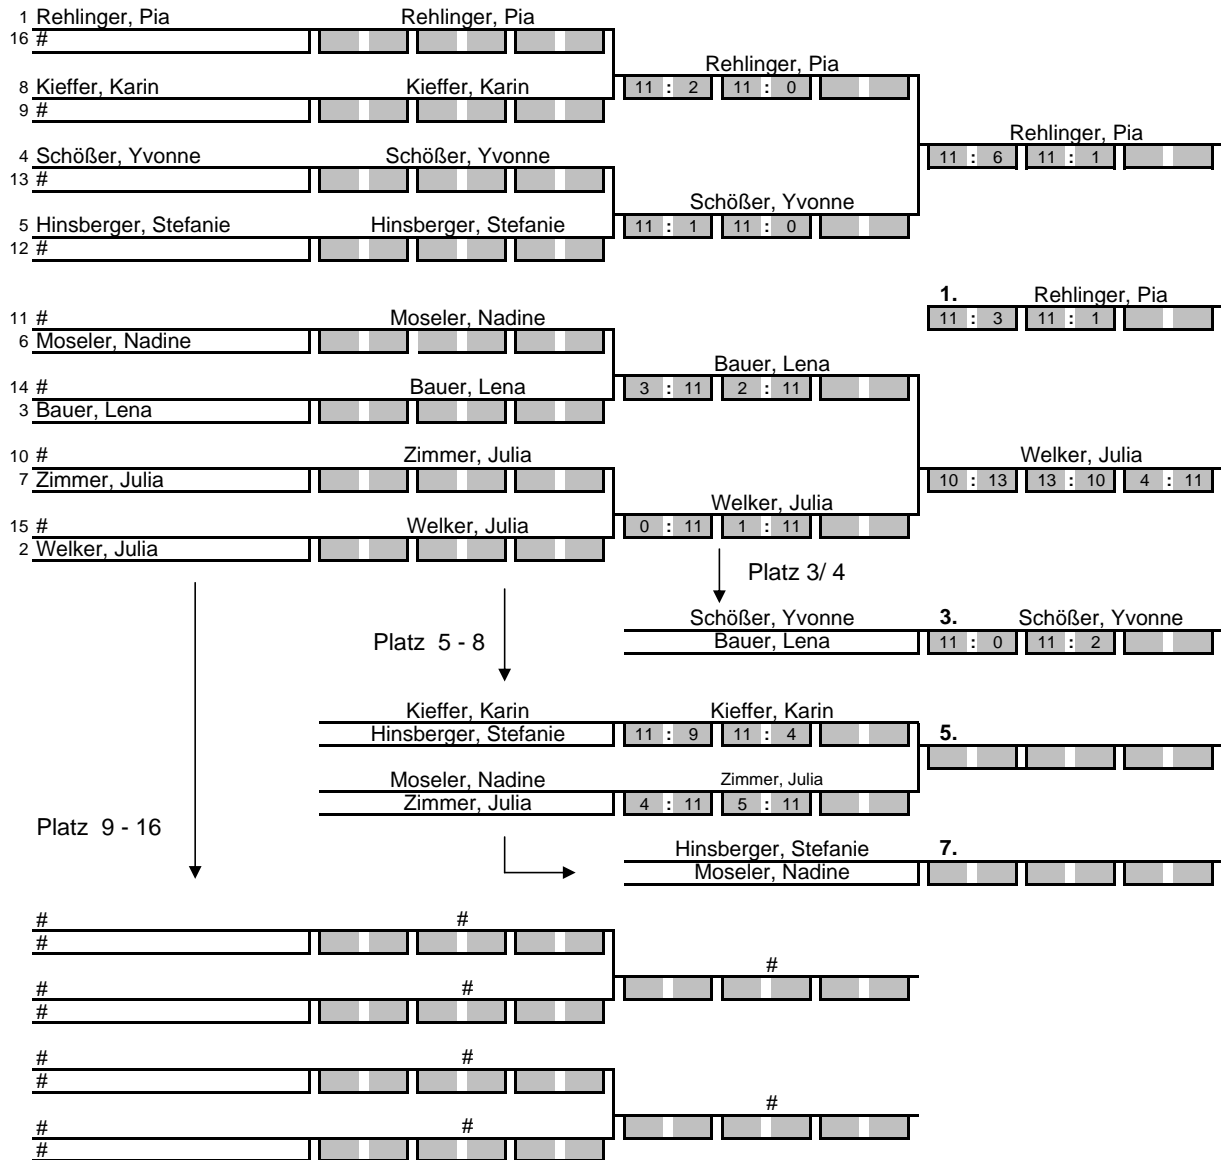 1 Rehlinger, Pia Rehlinger, Pia
16 #
Rehlinger, Pia
8 Kieffer, Karin Kieffer, Karin 11 : 2 11 : 0
9 #
Rehlinger, Pia
4 Schößer, Yvonne Schößer, Yvonne 11 : 6 11 : 1
13 #
Schößer, Yvonne
5 Hinsberger, Stefanie Hinsberger, Stefanie 11 : 1 11 : 0
12 #
1. Rehlinger, Pia
11 # Moseler, Nadine 11 : 3 11 : 1
6 Moseler, Nadine
Bauer, Lena
14 # Bauer, Lena 3 : 11 2 : 11
3 Bauer, Lena
10 # Zimmer, Julia Welker, Julia
7 Zimmer, Julia 10 : 13 13 : 10 4 : 11
Welker, Julia
15 # Welker, Julia 0 : 11 1 : 11
2 Welker, Julia
Platz 3/ 4
Schößer, Yvonne 3. Schößer, Yvonne
Platz 5 - 8 Bauer, Lena 11 : 0 11 : 2
Kieffer, Karin Kieffer, Karin
Hinsberger, Stefanie 11 : 9 11 : 4 5.
Moseler, Nadine Zimmer, Julia
Zimmer, Julia 4 : 11 5 : 11
Platz 9 - 16
Hinsberger, Stefanie 7.
Moseler, Nadine
# #
#
#
# #
#
# #
#
#
# #
#